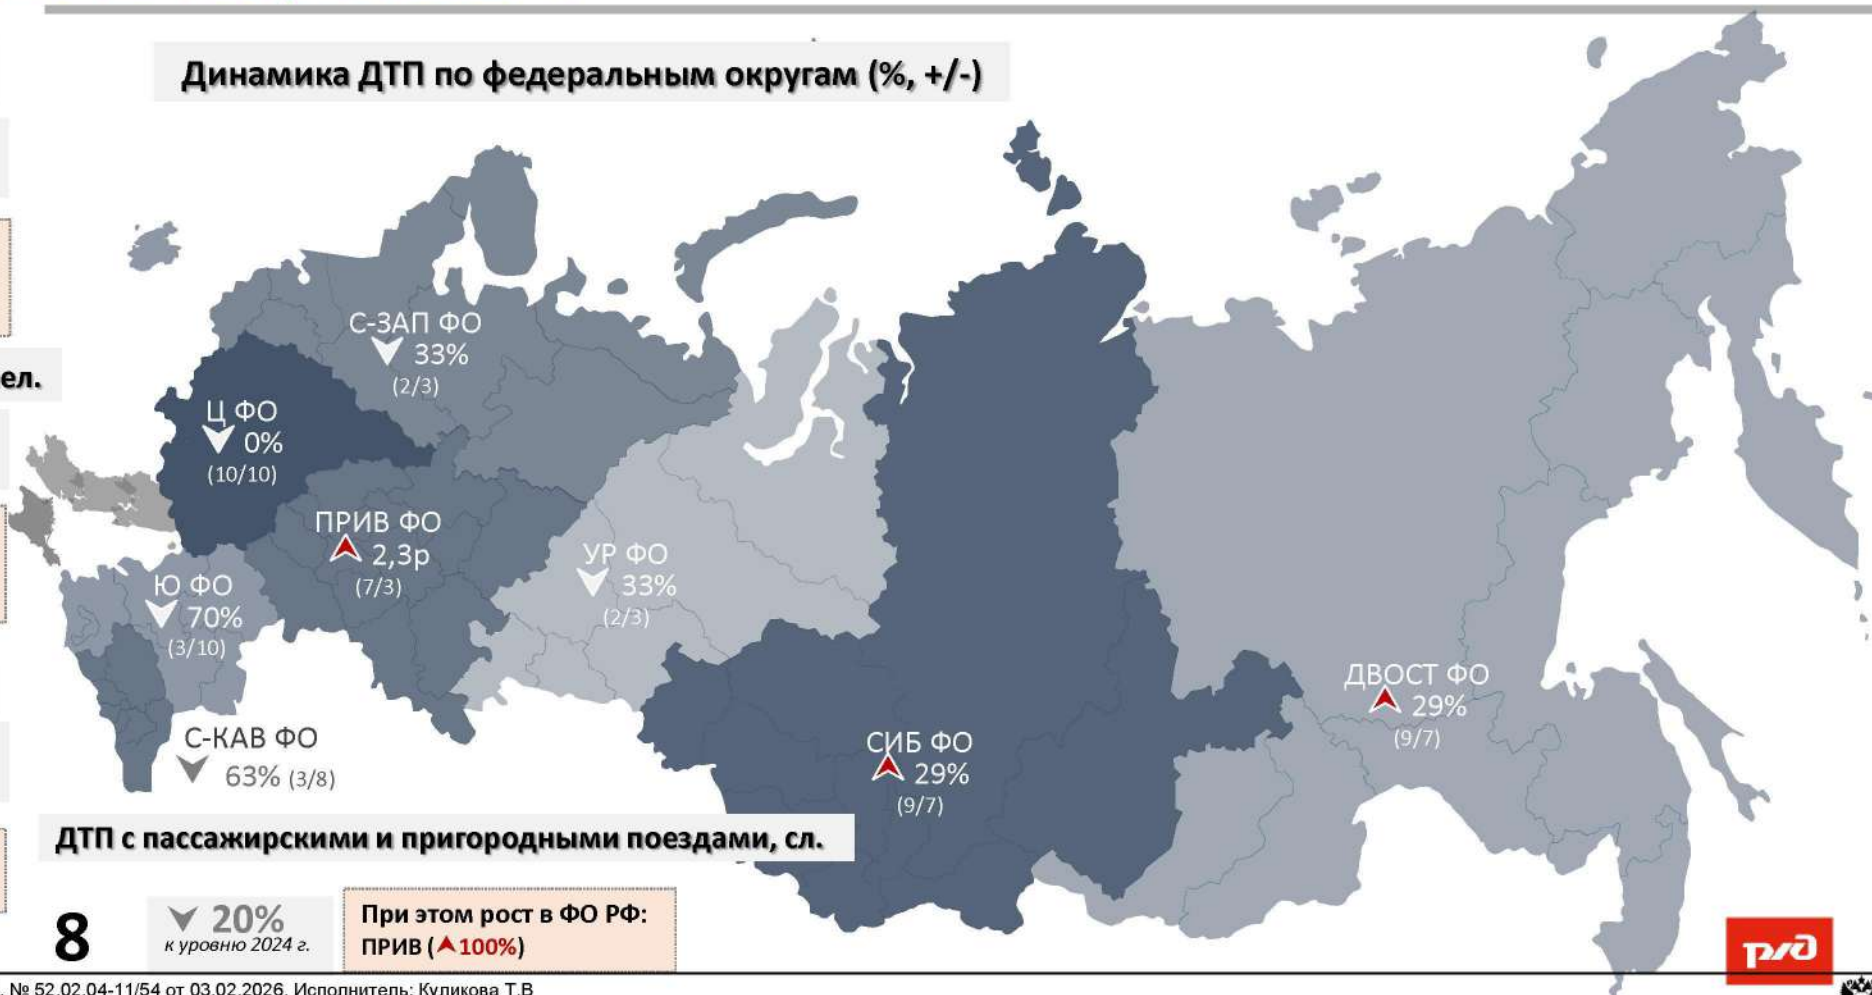 Динамика ДТП по федеральным округам (%, +/-)
С-ЗАП ФО
33%
(2/3)
ел.
Ц ФО
0%
(10/10)
ПРИВ ФО
2,3р
(7/3)
УР ФО
33%
(2/3)
Ю ФО
70%
(3/10)
ДВОСТ ФО
29%
(9/7)
С-КАВ ФО
63% (3/8)
СИБ ФО
29%
(9/7)
ДТП с пассажирскими и пригородными поездами, сл.
8
20%
к уровню 2024 г.
При этом рост в ФО РФ:
ПРИВ (100%)
ржд
. № 52.02.04-11/54 от 03.02.2026. Исполнитель: Куликова Т.В